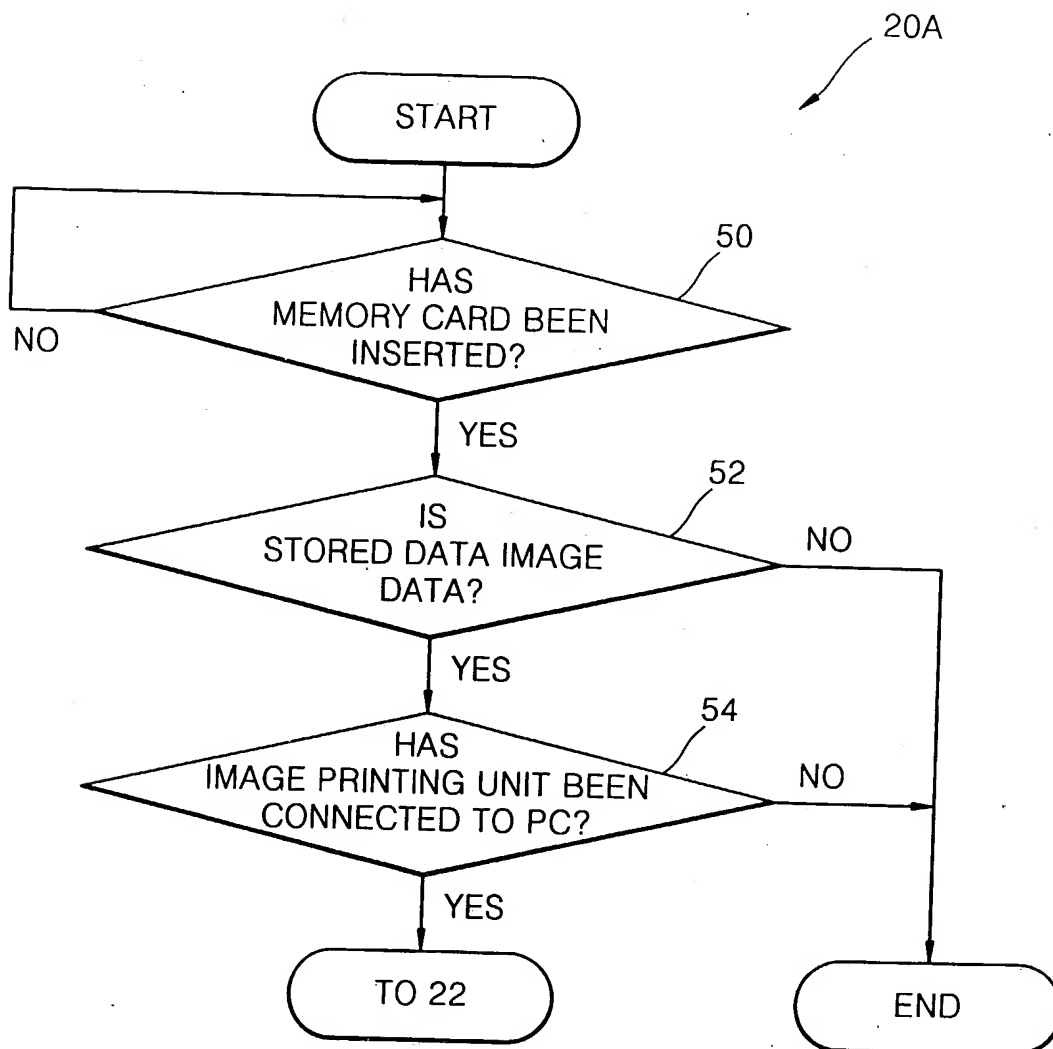 20A
START
50
HAS
MEMORY CARD BEEN
INSERTED?
NO
YES
52
IS
STORED DATA IMAGE
DATA?
NO
YES
54
HAS
IMAGE PRINTING UNIT BEEN
CONNECTED TO PC?
NO
YES
TO 22
END